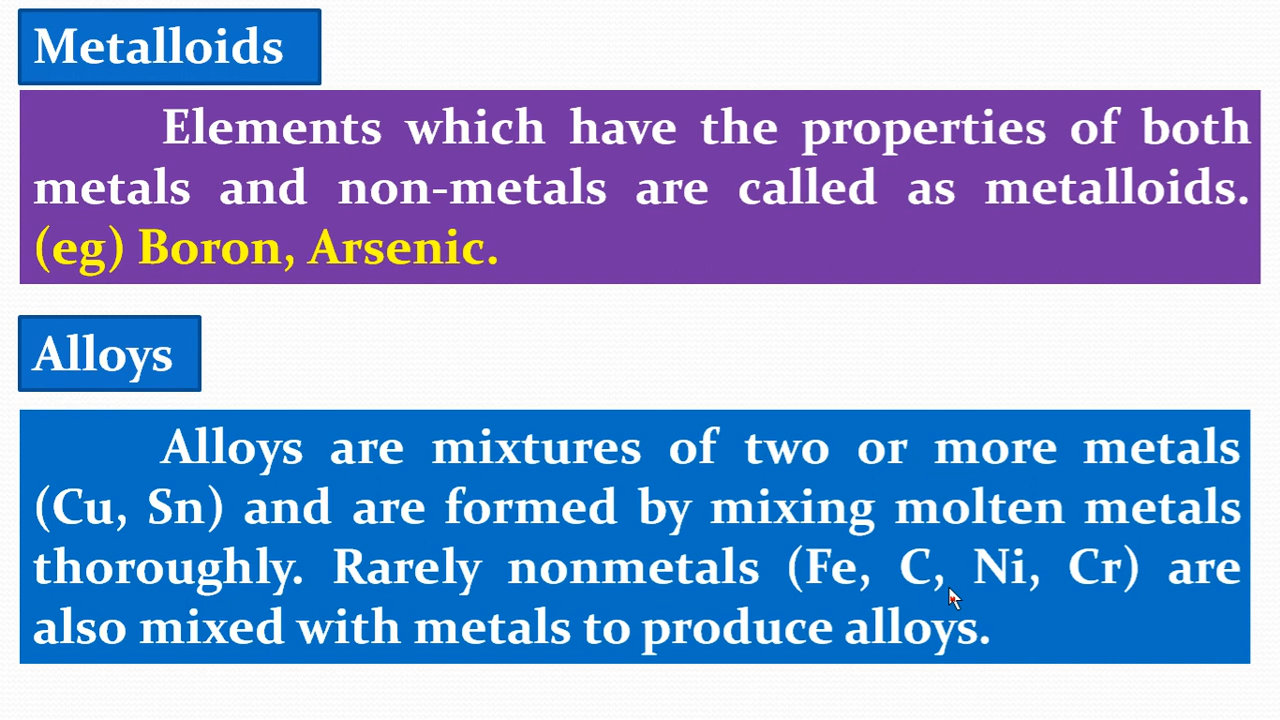 Metalloids
Elements which have the properties of both
metals and non-metals are called as metalloids.
(eg) Boron, Arsenic.
Alloys
Alloys are mixtures of two or more metals
(Cu, Sn) and are formed by mixing molten metals
thoroughly. Rarely nonmetals (Fe, C, Ni, Cr) are
also mixed with metals to produce alloys.